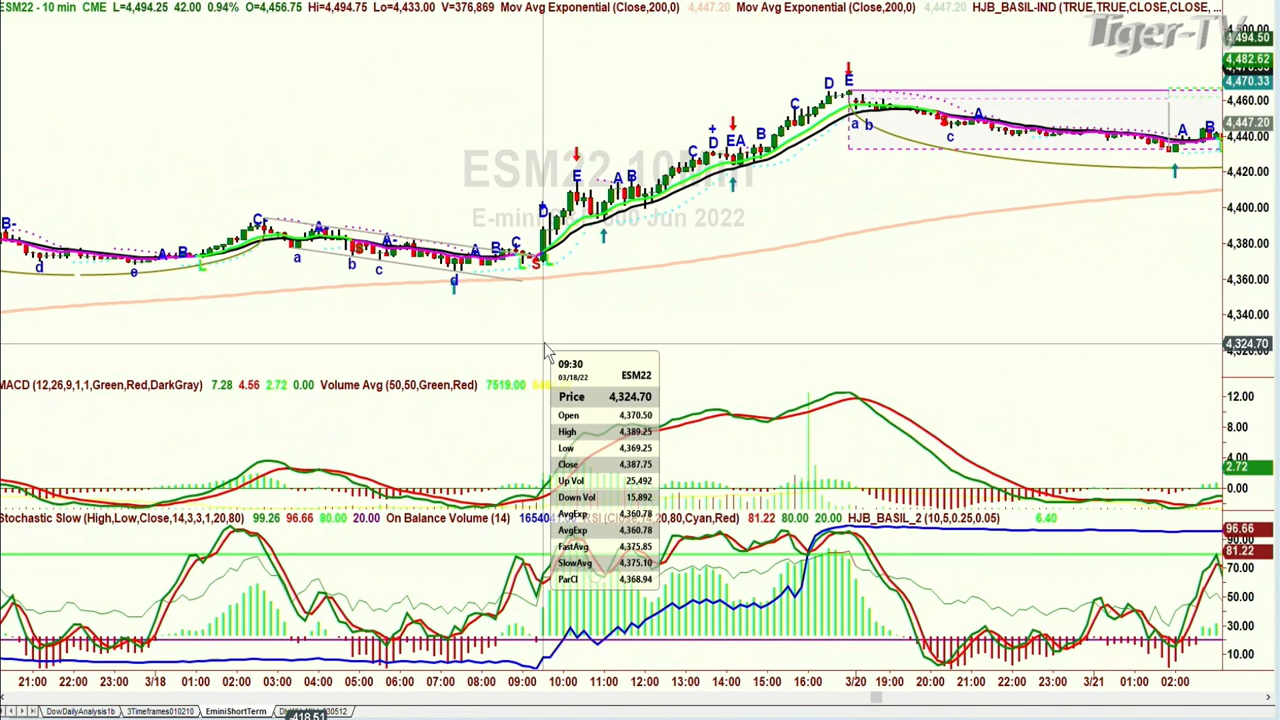 ESM22 - 10 min CME L=4,494.25 42.00 0.94% O=4,456.75 Hi=4,494.75 Lo=4,433.00 V=376,869 Mov Avg Exponential (Close,200,0) 4,447.20 Mov Avg Exponential (Close,200,0) 4,447.20 HJB_BASIL-IND (TRUE,TRUE,CLOSE,CLOSE, ...
Tiger-TV
4,494.50
4,482.62
4,470.33
4,460.00
4,447.20
4,440.00
4,420.00
4,400.00
4,380.00
4,360.00
4,340.00
4,324.70
ESM22,10
E-mini
Jun 2022
B- d e A B C- a A- b c A- d A B C S D E A B C D + E A B C D E a b c A A B
09:30
03/18/22 ESM22
Price 4,324.70
Open 4,370.50
High 4,389.25
Low 4,369.25
Close 4,387.75
Up Vol 25,492
Down Vol 15,892
AvgExp 4,360.78
AvgExp 4,360.78
FastAvg 4,375.85
SlowAvg 4,375.10
ParCl 4,368.94
MACD (12,26,9,1,1,Green,Red,DarkGray) 7.28 4.56 2.72 0.00 Volume Avg (50,50,Green,Red) 7519.00
12.00
8.00
4.00
2.72
0.00
Stochastic Slow (High,Low,Close,14,3,3,1,20,80) 99.26 96.66 80.00 20.00 On Balance Volume (14) 16540 20,80,Cyan,Red) 81.22 80.00 20.00 HJB_BASIL_2 (10,5,0.25,0.05) 6.40
96.66
90.00
81.22
70.00
50.00
30.00
10.00
21:00 22:00 23:00 3/18 01:00 02:00 03:00 04:00 05:00 06:00 07:00 08:00 09:00 10:00 11:00 12:00 13:00 14:00 15:00 16:00 3/20 19:00 20:00 21:00 22:00 23:00 3/21 01:00 02:00
DowDailyAnalysis1b 3Timeframes010210 EminiShortTerm